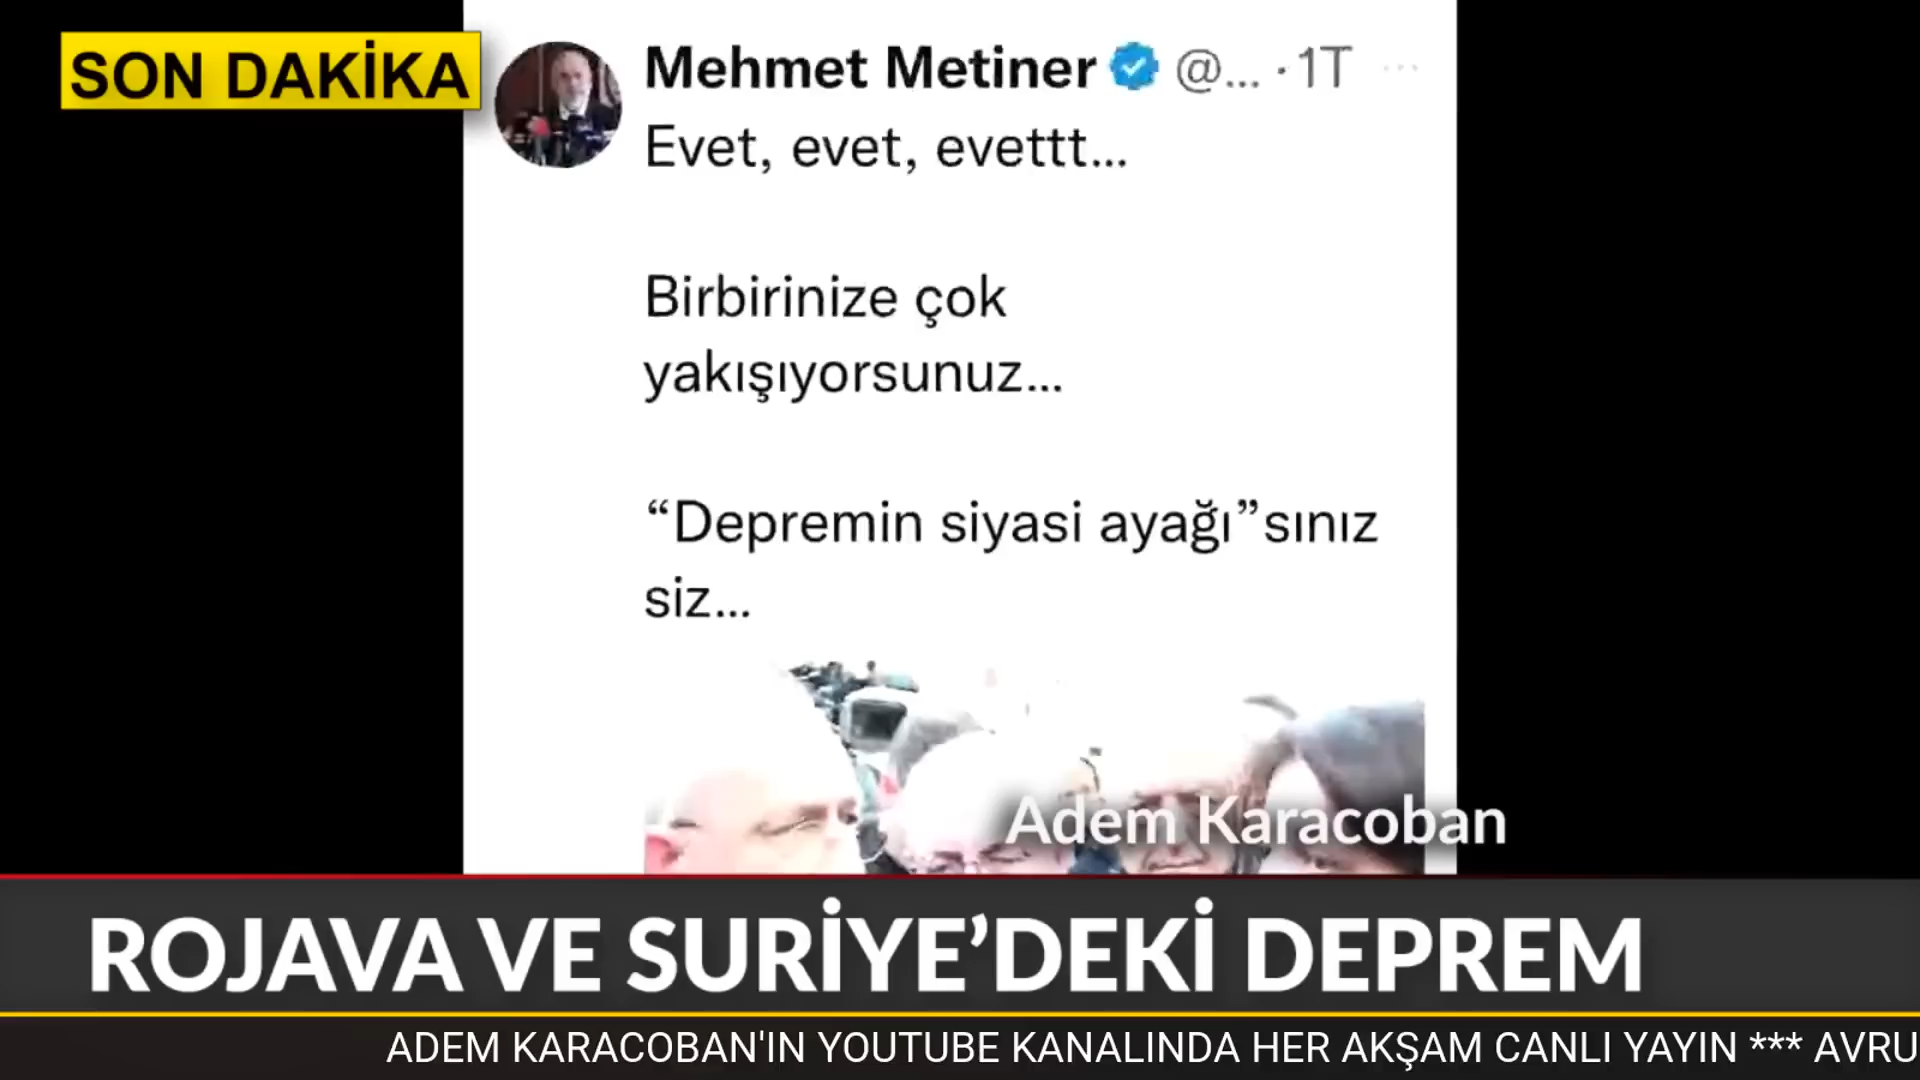 SON DAKİKA
Mehmet Metiner @... · 1T ...
Evet, evet, evettt...
Birbirinize çok
yakışıyorsunuz...
“Depremin siyasi ayağı”sınız
siz...
Adem Karacoban
ROJAVA VE SURİYE’DEKİ DEPREM
ADEM KARACOBAN'IN YOUTUBE KANALINDA HER AKŞAM CANLI YAYIN *** AVRU